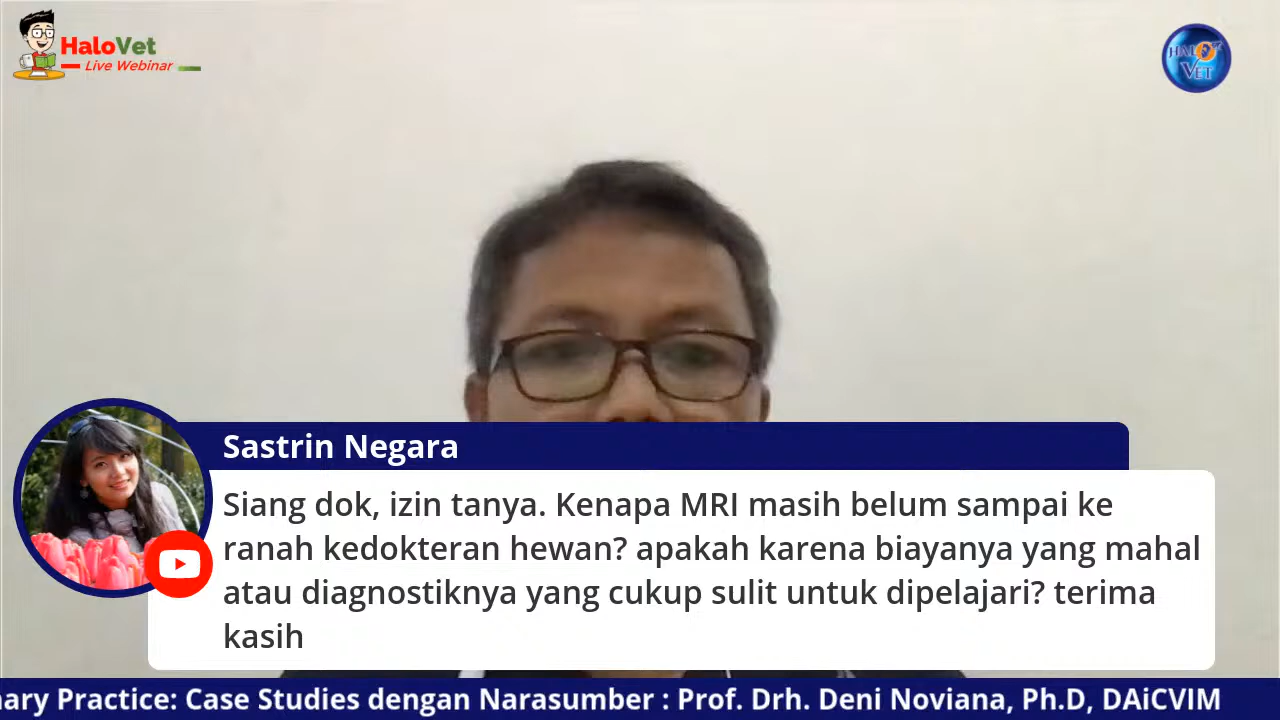 HaloVet
Live Webinar
HALO
VET
Sastrin Negara
Siang dok, izin tanya. Kenapa MRI masih belum sampai ke
ranah kedokteran hewan? apakah karena biayanya yang mahal
atau diagnostiknya yang cukup sulit untuk dipelajari? terima
kasih
nary Practice: Case Studies dengan Narasumber : Prof. Drh. Deni Noviana, Ph.D, DAiCVIM